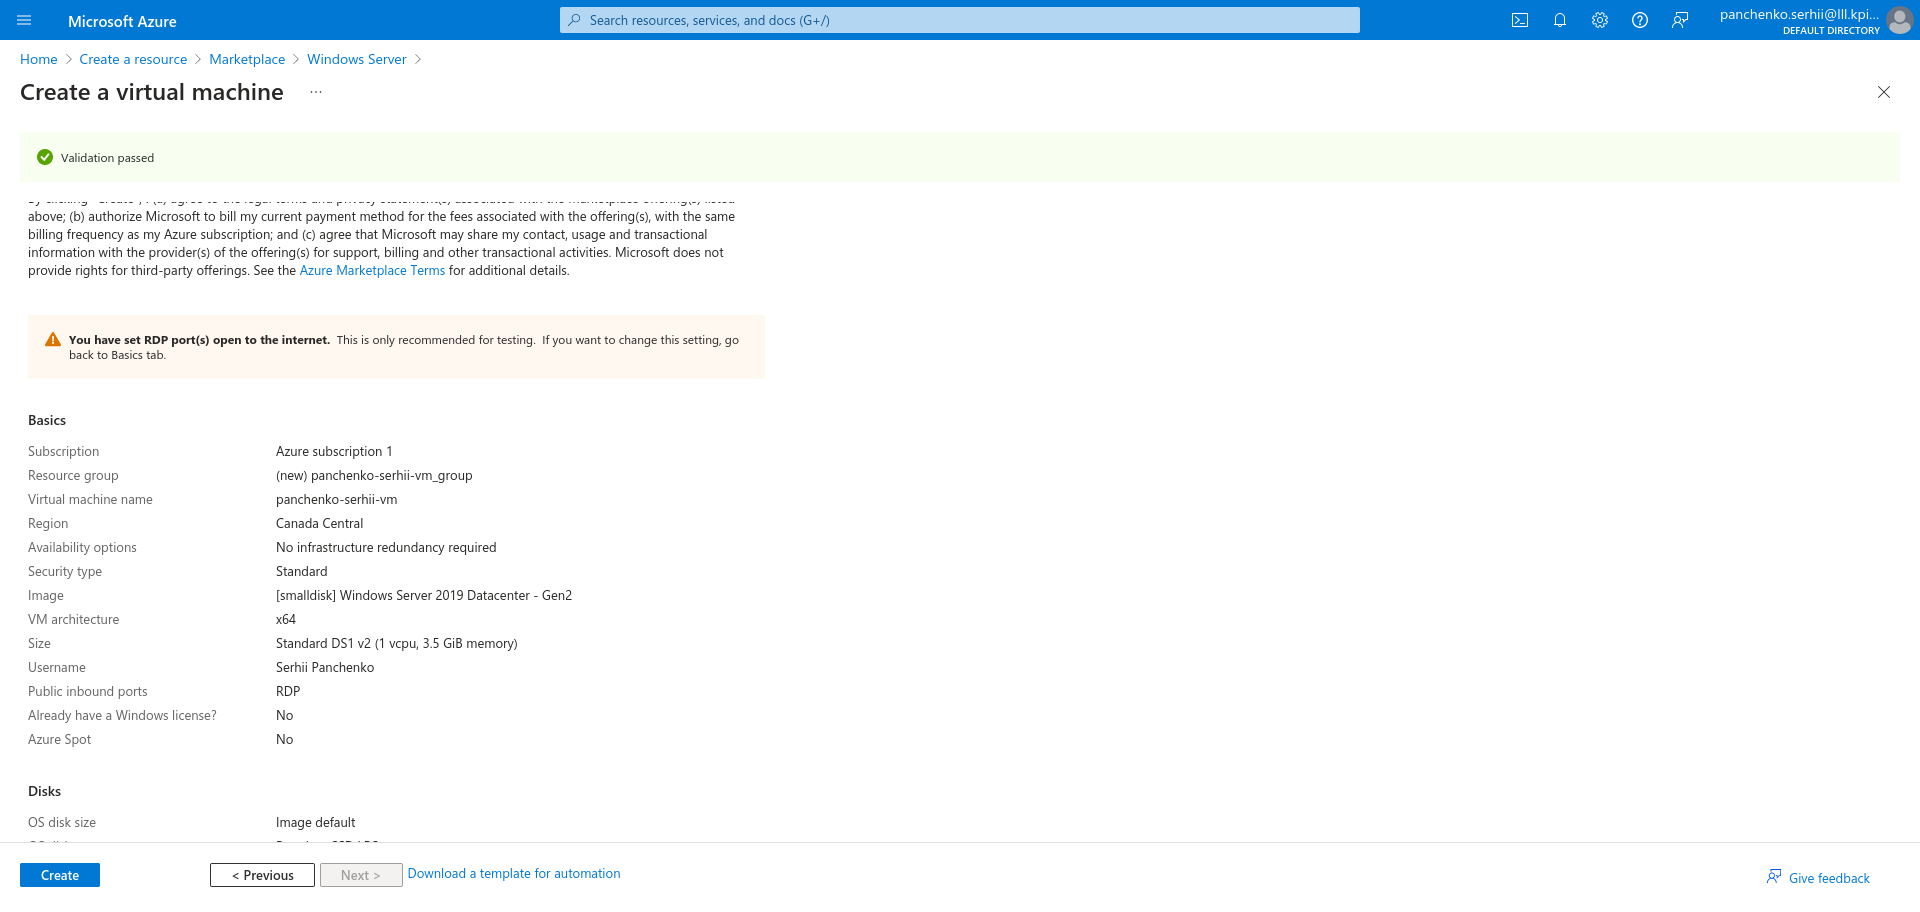 Microsoft Azure
Search resources, services, and docs (G+/)
panchenko.serhii@lll.kpi...
DEFAULT DIRECTORY
Home > Create a resource > Marketplace > Windows Server >
Create a virtual machine ...
Validation passed
above; (b) authorize Microsoft to bill my current payment method for the fees associated with the offering(s), with the same
billing frequency as my Azure subscription; and (c) agree that Microsoft may share my contact, usage and transactional
information with the provider(s) of the offering(s) for support, billing and other transactional activities. Microsoft does not
provide rights for third-party offerings. See the Azure Marketplace Terms for additional details.
You have set RDP port(s) open to the internet. This is only recommended for testing. If you want to change this setting, go
back to Basics tab.
Basics
Subscription Azure subscription 1
Resource group (new) panchenko-serhii-vm_group
Virtual machine name panchenko-serhii-vm
Region Canada Central
Availability options No infrastructure redundancy required
Security type Standard
Image [smalldisk] Windows Server 2019 Datacenter - Gen2
VM architecture x64
Size Standard DS1 v2 (1 vcpu, 3.5 GiB memory)
Username Serhii Panchenko
Public inbound ports RDP
Already have a Windows license? No
Azure Spot No
Disks
OS disk size Image default
Create
< Previous
Next >
Download a template for automation
Give feedback